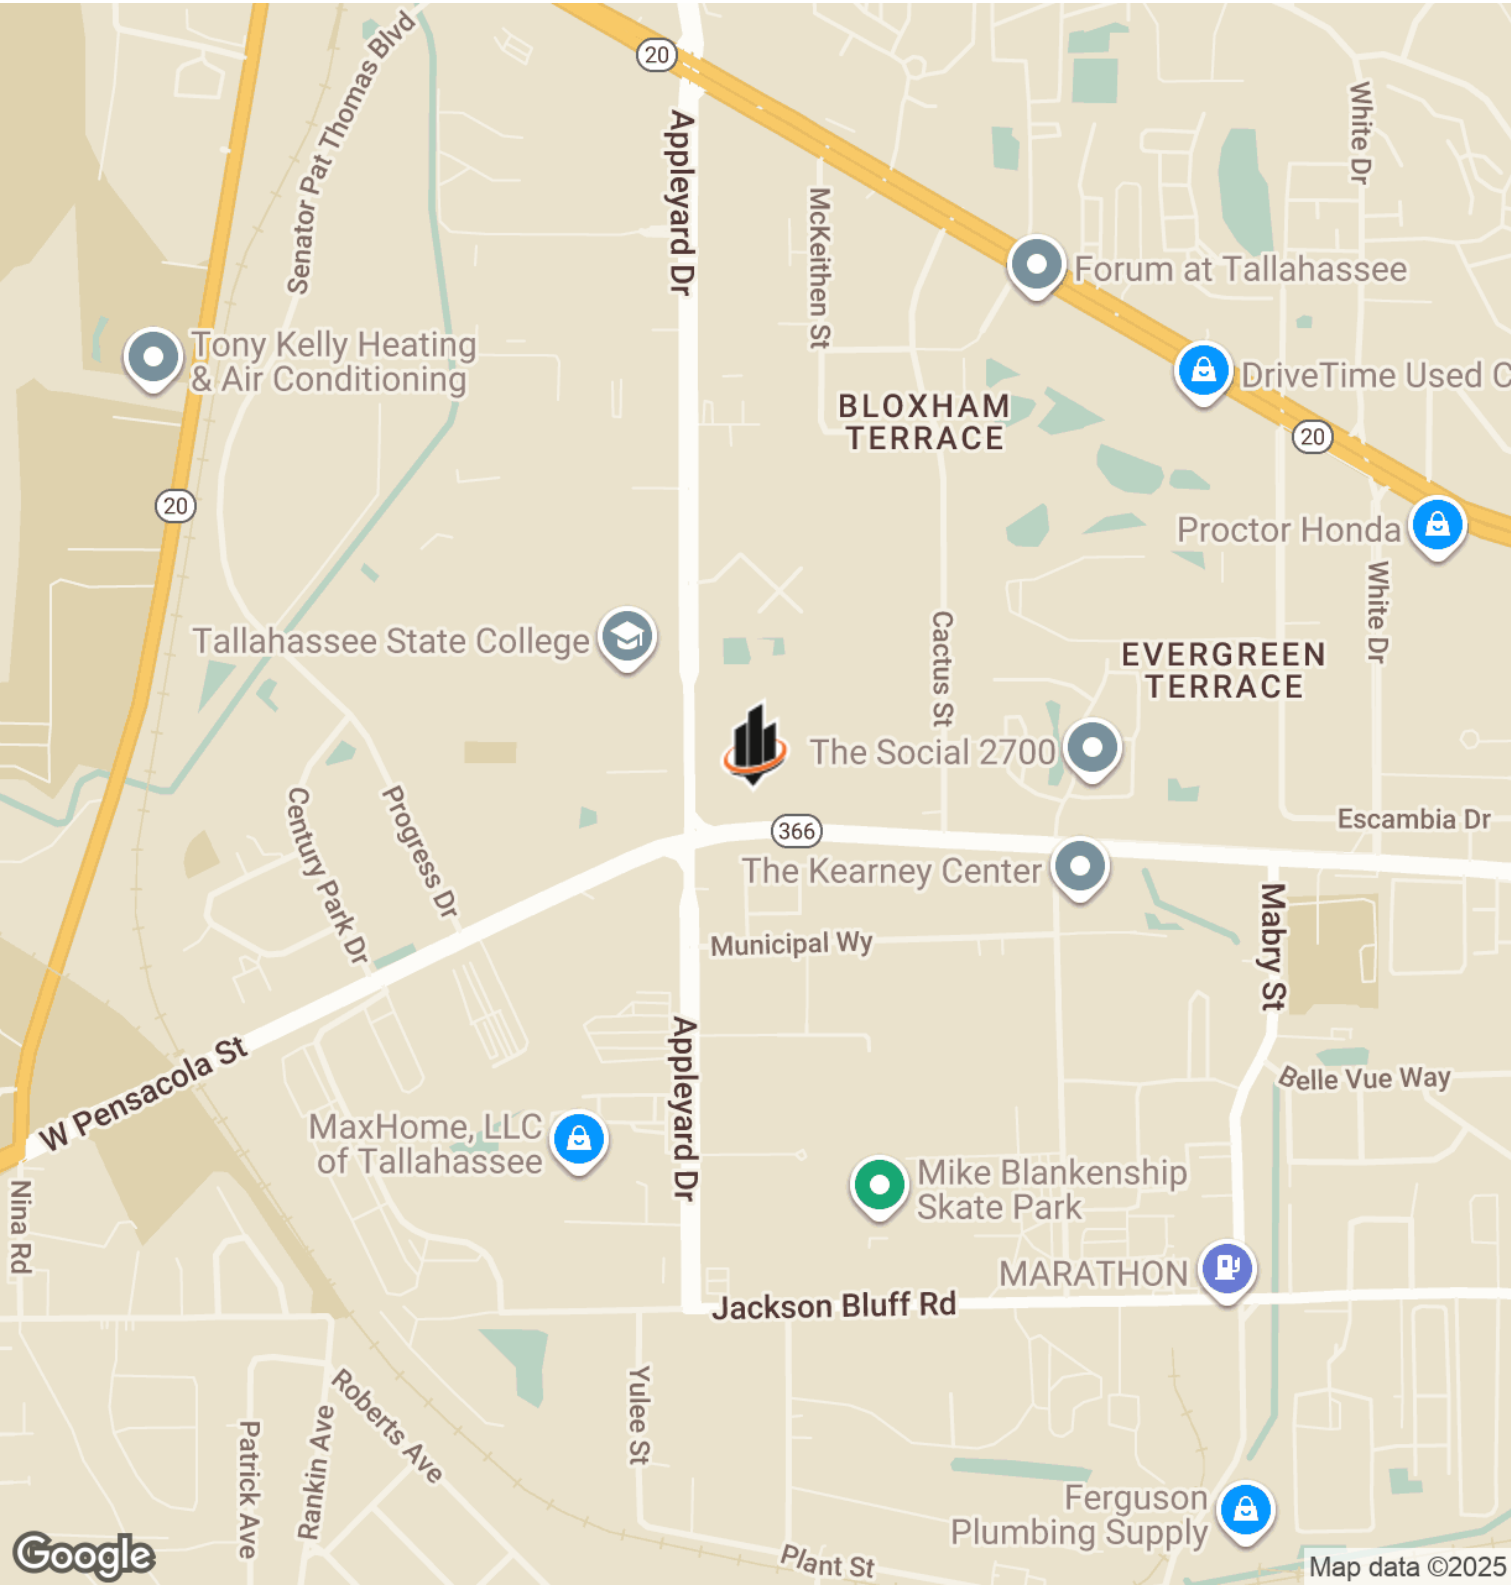 20
Senator Pat Thomas Blvd
Appleyard Dr
White Dr
McKeithen St
Forum at Tallahassee
Tony Kelly Heating
& Air Conditioning
DriveTime Used C
BLOXHAM
TERRACE
20
20
Proctor Honda
White Dr
Tallahassee State College
Cactus St
EVERGREEN
TERRACE
The Social 2700
Century Park Dr
Progress Dr
366
Escambia Dr
The Kearney Center
Mabry St
Municipal Wy
W Pensacola St
Appleyard Dr
Belle Vue Way
MaxHome, LLC
of Tallahassee
Mike Blankenship
Skate Park
Nina Rd
MARATHON
Jackson Bluff Rd
Yulee St
Roberts Ave
Rankin Ave
Patrick Ave
Ferguson
Plumbing Supply
Plant St
Google
Map data ©2025